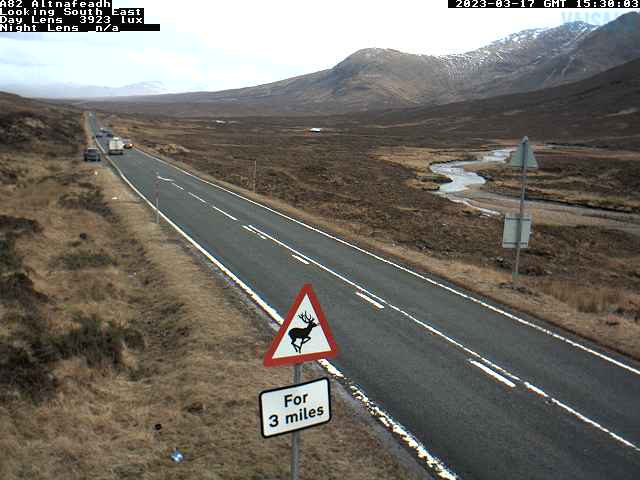 A82 Altnafeadh
2023-03-17 GMT 15:30:03
Looking South East
Day Lens 3923 lux
Night Lens n/a
VAISALA
For
3 miles